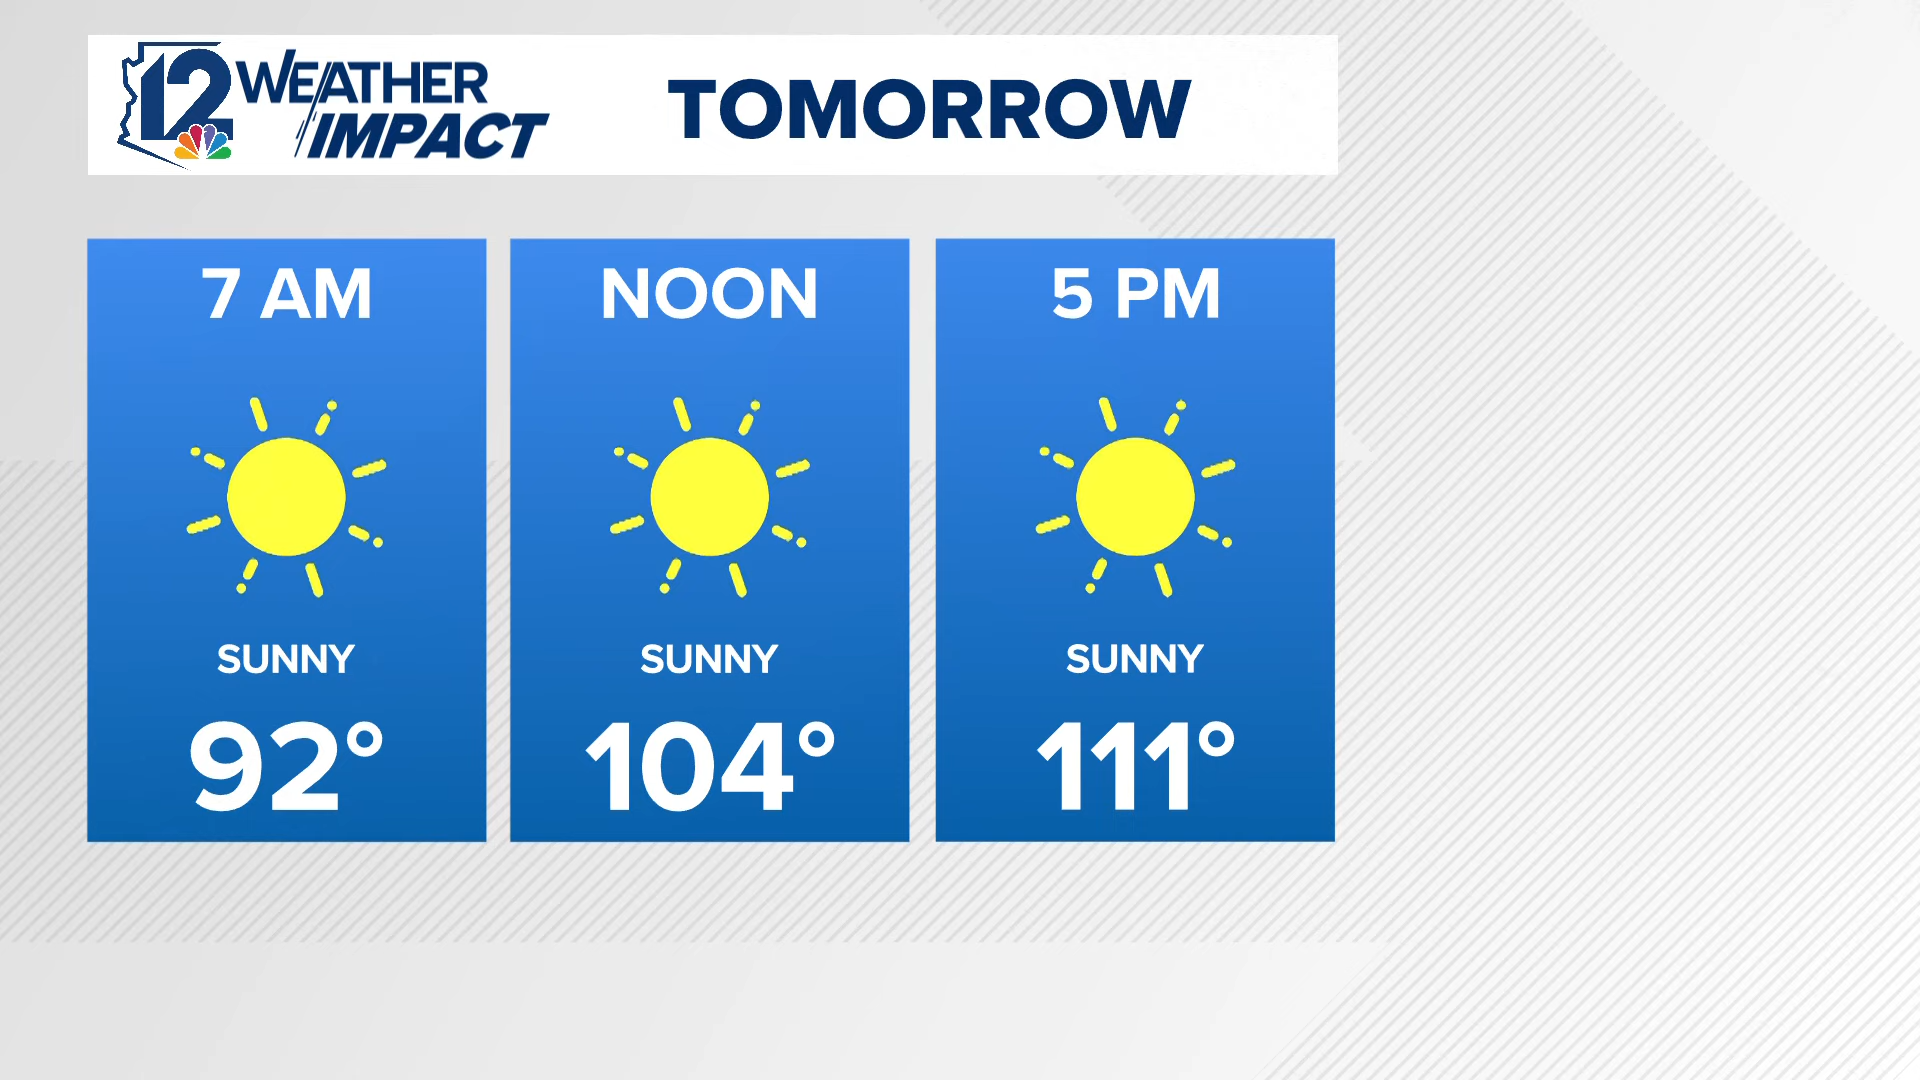 12 WEATHER
IMPACT
TOMORROW
7 AM
SUNNY
92°
NOON
SUNNY
104°
5 PM
SUNNY
111°